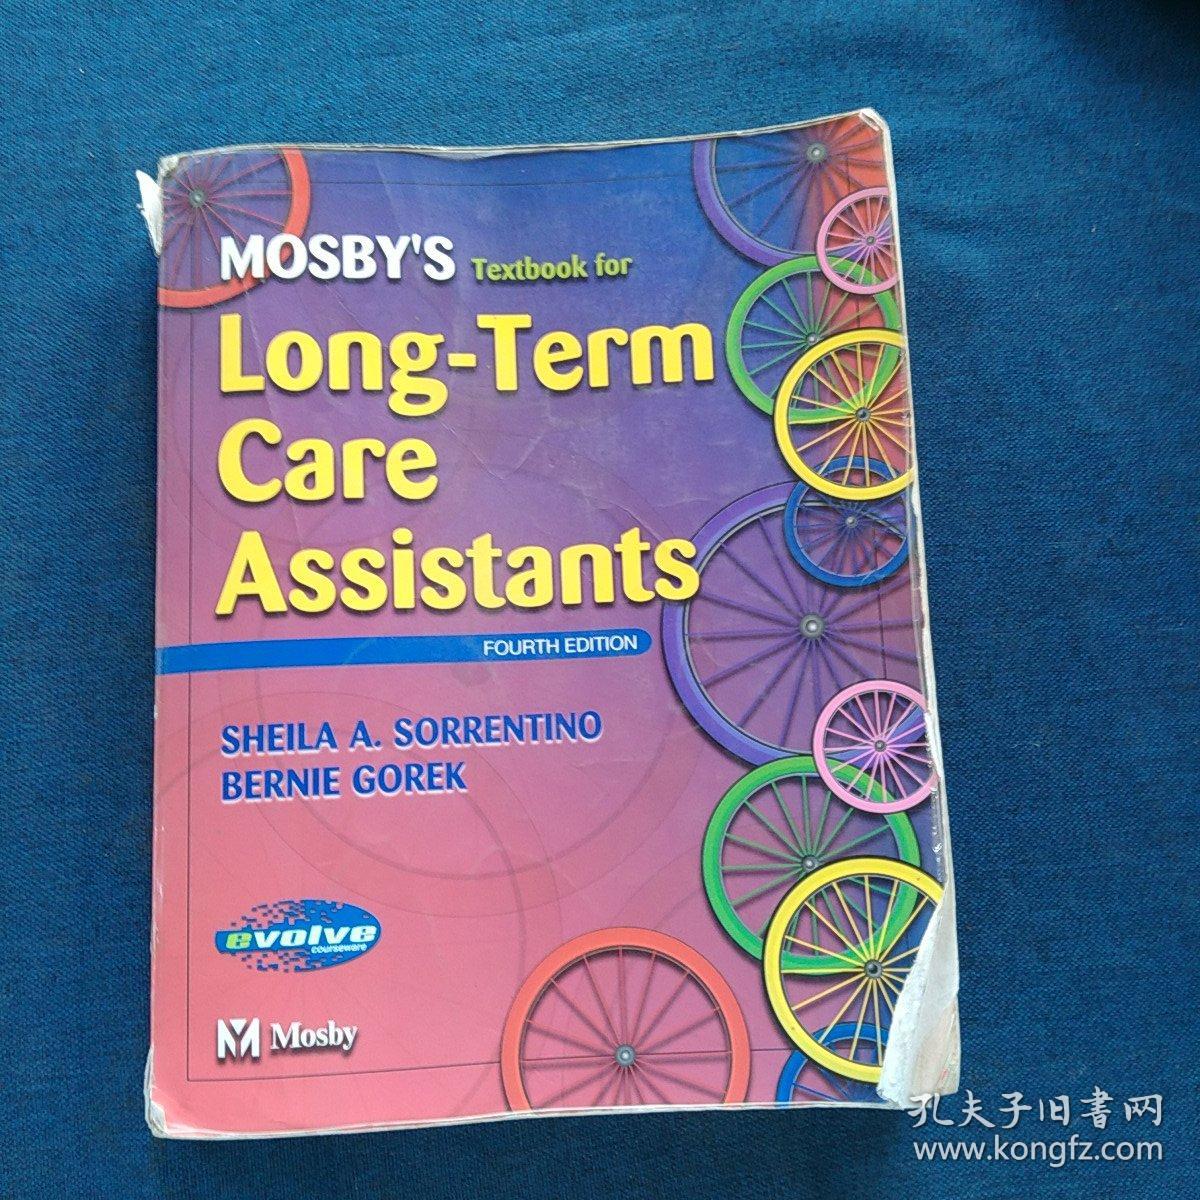 MOSBY'S Textbook for
Long-Term
Care
Assistants
FOURTH EDITION
SHEILA A. SORRENTINO
BERNIE GOREK
evolve
courseware
Mosby
孔夫子旧書网
www.kongfz.com